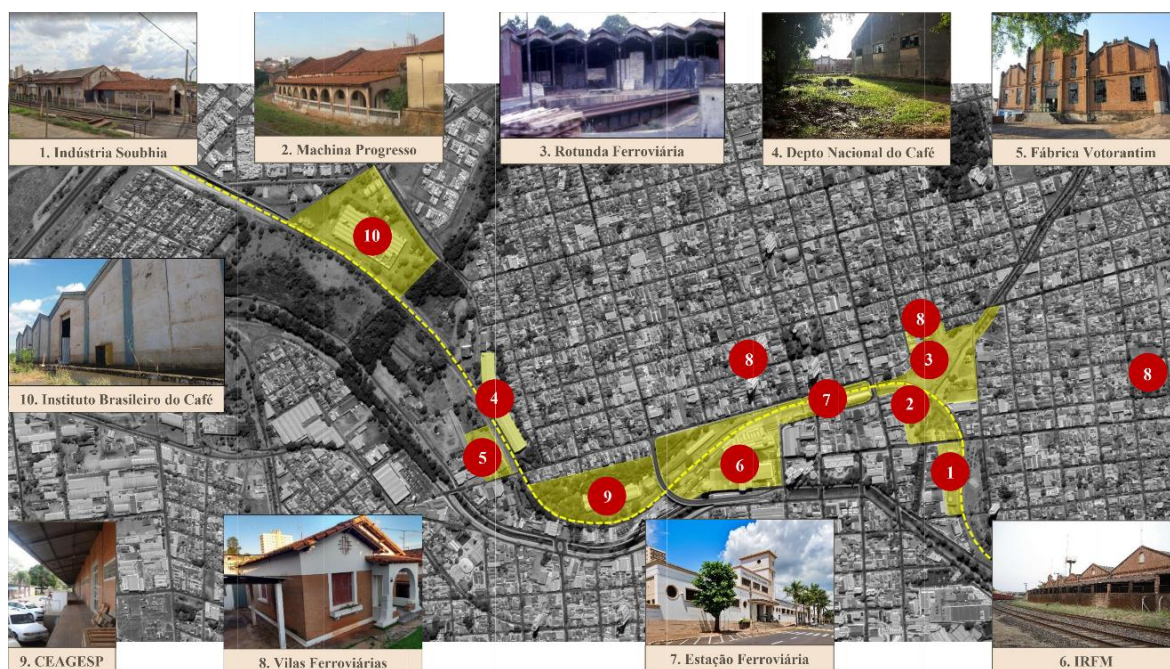 1. Indústria Soubhia
2. Machina Progresso
3. Rotunda Ferroviária
4. Depto Nacional do Café
5. Fábrica Votorantim
10
8
3
8
8
4
7
2
10. Instituto Brasileiro do Café
5
6
1
9
9. CEAGESP
8. Vilas Ferroviárias
7. Estação Ferroviária
6. IRFM